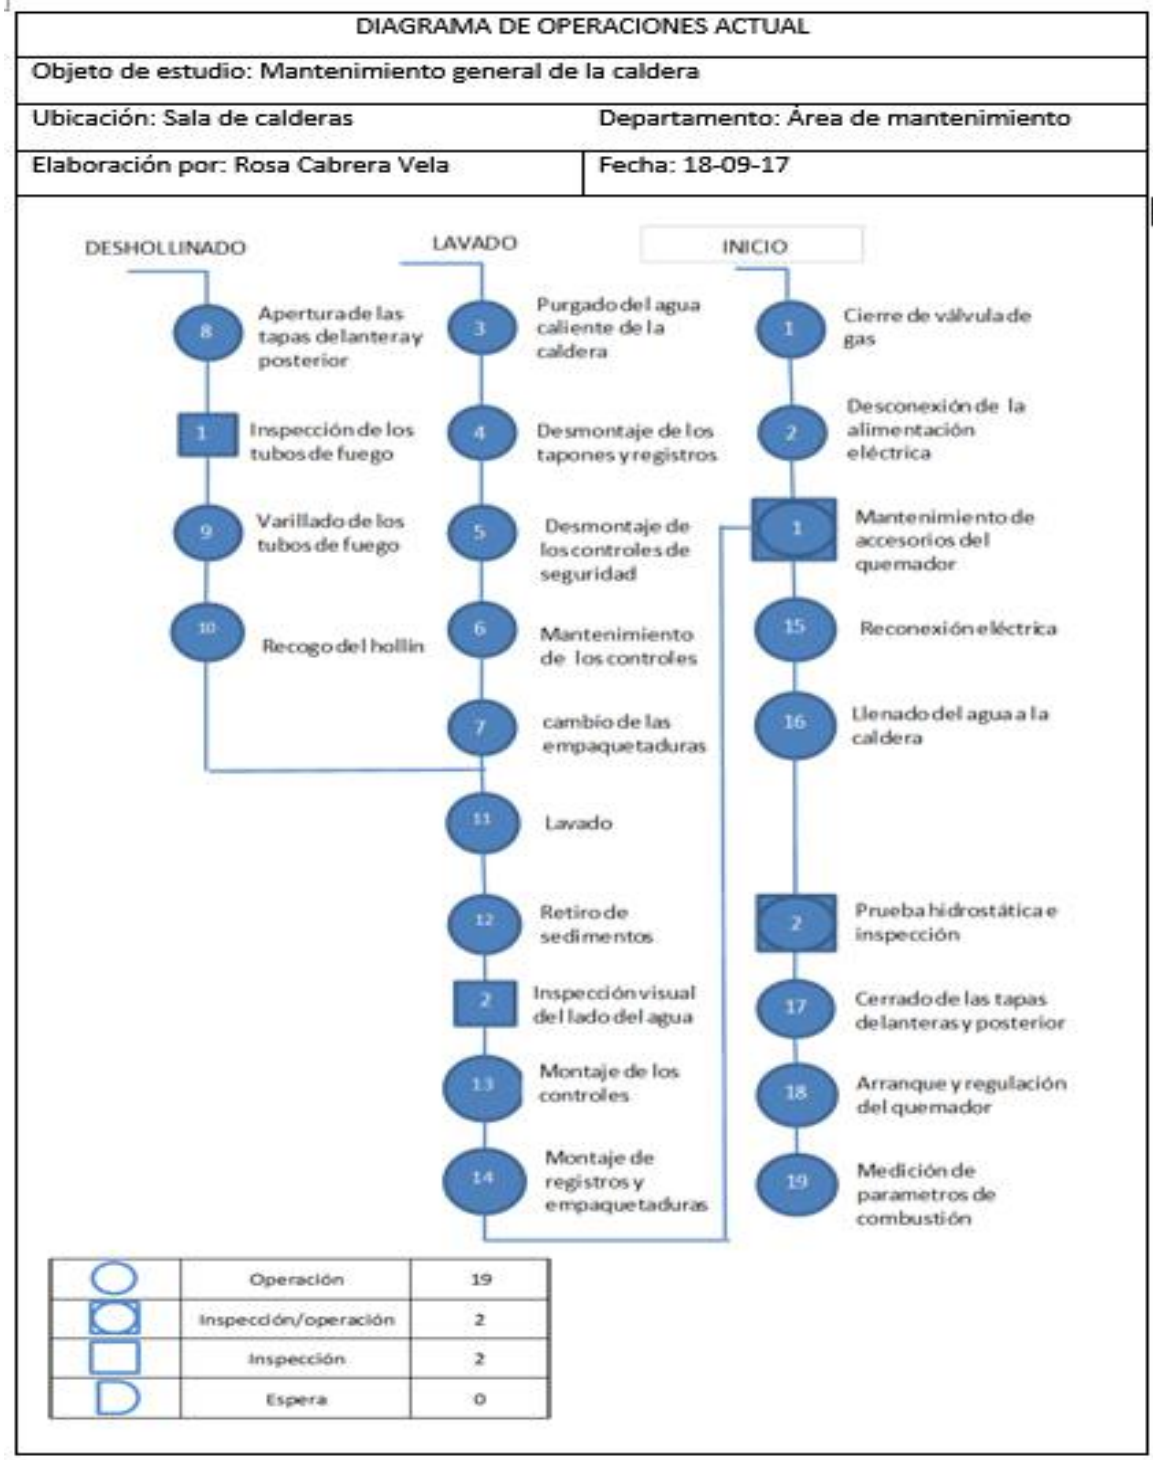 DIAGRAMA DE OPERACIONES ACTUAL
Objeto de estudio: Mantenimiento general de la caldera
Ubicación: Sala de calderas
Departamento: Área de mantenimiento
Elaboración por: Rosa Cabrera Vela
Fecha: 18-09-17
DESHOLLINADO
8
Apertura de las
tapas delantera y
posterior
1
Inspección de los
tubos de fuego
9
Varillado de los
tubos de fuego
10
Recogo del hollín
LAVADO
3
Purgado del agua
caliente de la
caldera
4
Desmontaje de los
tapones y registros
5
Desmontaje de
los controles de
seguridad
6
Mantenimiento
de los controles
7
cambio de las
empaquetaduras
11
Lavado
12
Retiro de
sedimentos
2
Inspección visual
del lado del agua
13
Montaje de los
controles
14
Montaje de
registros y
empaquetaduras
INICIO
1
Cierre de válvula de
gas
2
Desconexión de la
alimentación
eléctrica
1
Mantenimiento de
accesorios del
quemador
15
Reconexión eléctrica
16
Llenado del agua a la
caldera
2
Prueba hidrostática e
inspección
17
Cerrado de las tapas
delanteras y posterior
18
Arranque y regulación
del quemador
19
Medición de
parametros de
combustión
Operación 19
Inspección/operación 2
Inspección 2
Espera 0